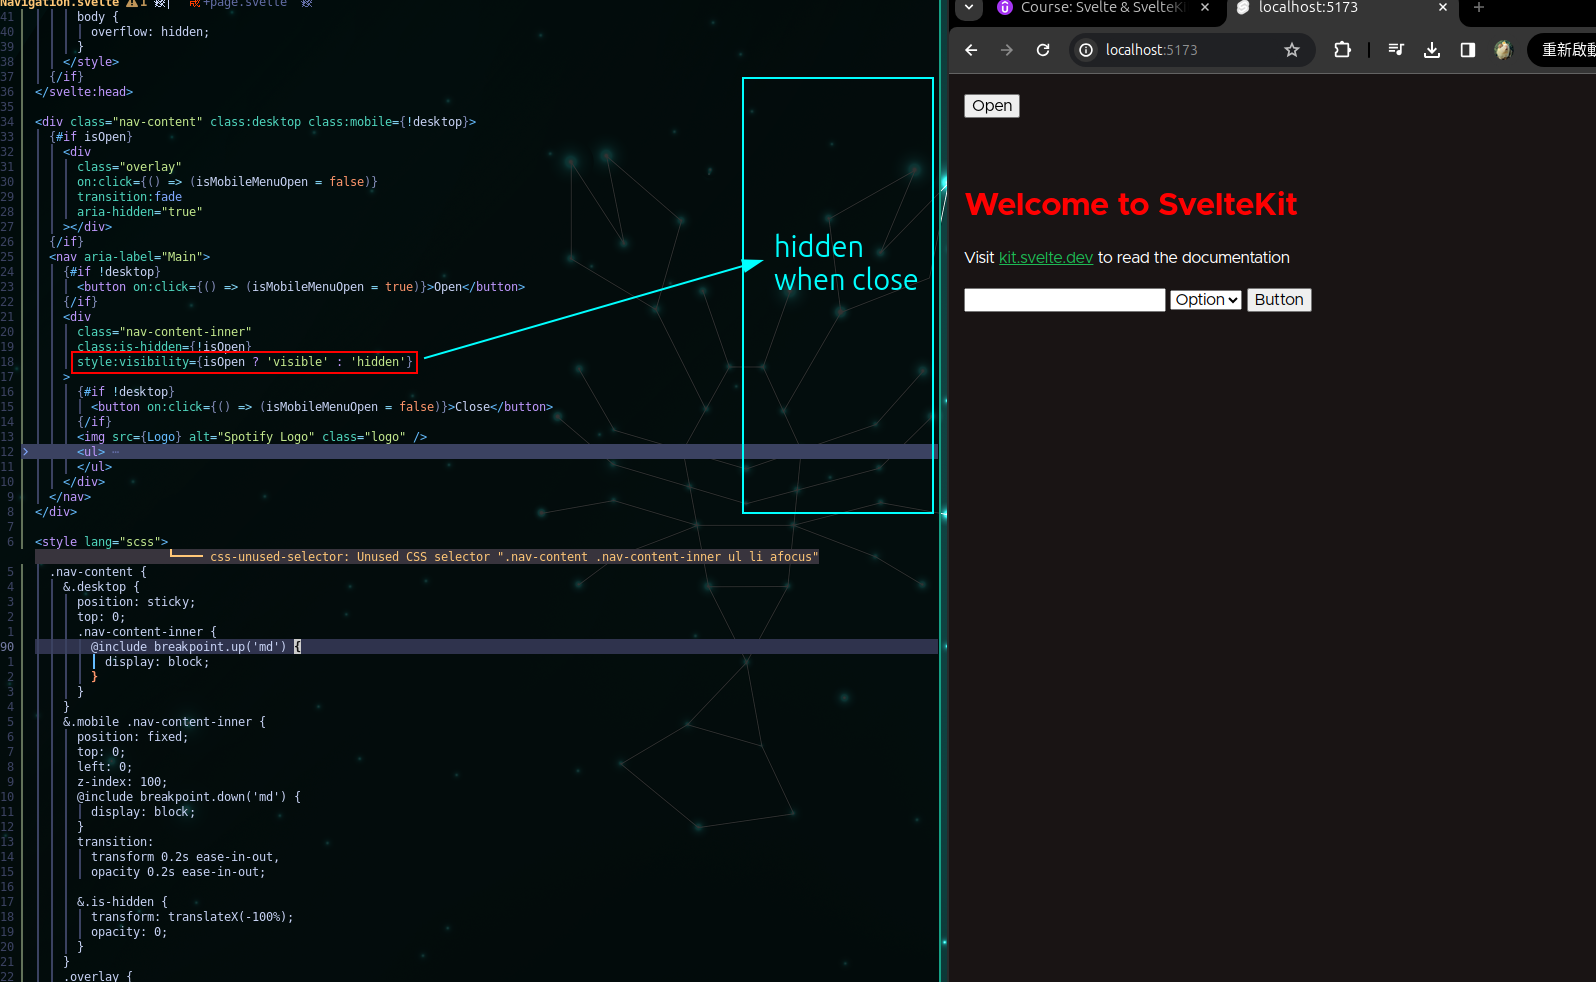 Navigation.svelte 1 +page.svelte
41 body {
40 overflow: hidden;
39 }
38 </style>
37 {/if}
36 </svelte:head>
35
34 <div class="nav-content" class:desktop class:mobile={!desktop}>
33 {#if isOpen}
32 <div
31 class="overlay"
30 on:click={() => (isMobileMenuOpen = false)}
29 transition:fade
28 aria-hidden="true"
27 ></div>
26 {/if}
25 <nav aria-label="Main">
24 {#if !desktop}
23 <button on:click={() => (isMobileMenuOpen = true)}>Open</button>
22 {/if}
21 <div
20 class="nav-content-inner"
19 class:is-hidden={!isOpen}
18 style:visibility={isOpen ? 'visible' : 'hidden'}
17 >
16 {#if !desktop}
15 <button on:click={() => (isMobileMenuOpen = false)}>Close</button>
14 {/if}
13 <img src={Logo} alt="Spotify Logo" class="logo" />
12 <ul> ⋯
11 </ul>
10 </div>
9 </nav>
8 </div>
7
6 <style lang="scss">
css-unused-selector: Unused CSS selector ".nav-content .nav-content-inner ul li afocus"
5 .nav-content {
4 &.desktop {
3 position: sticky;
2 top: 0;
1 .nav-content-inner {
90 @include breakpoint.up('md') {
1 display: block;
2 }
3 }
4 }
5 &.mobile .nav-content-inner {
6 position: fixed;
7 top: 0;
8 left: 0;
9 z-index: 100;
10 @include breakpoint.down('md') {
11 display: block;
12 }
13 transition:
14 transform 0.2s ease-in-out,
15 opacity 0.2s ease-in-out;
16
17 &.is-hidden {
18 transform: translateX(-100%);
19 opacity: 0;
20 }
21 }
22 .overlay {
hidden
when close
Course: Svelte & SvelteKi
localhost:5173
localhost:5173
重新啟動
Open
Welcome to SvelteKit
Visit kit.svelte.dev to read the documentation
Option Button